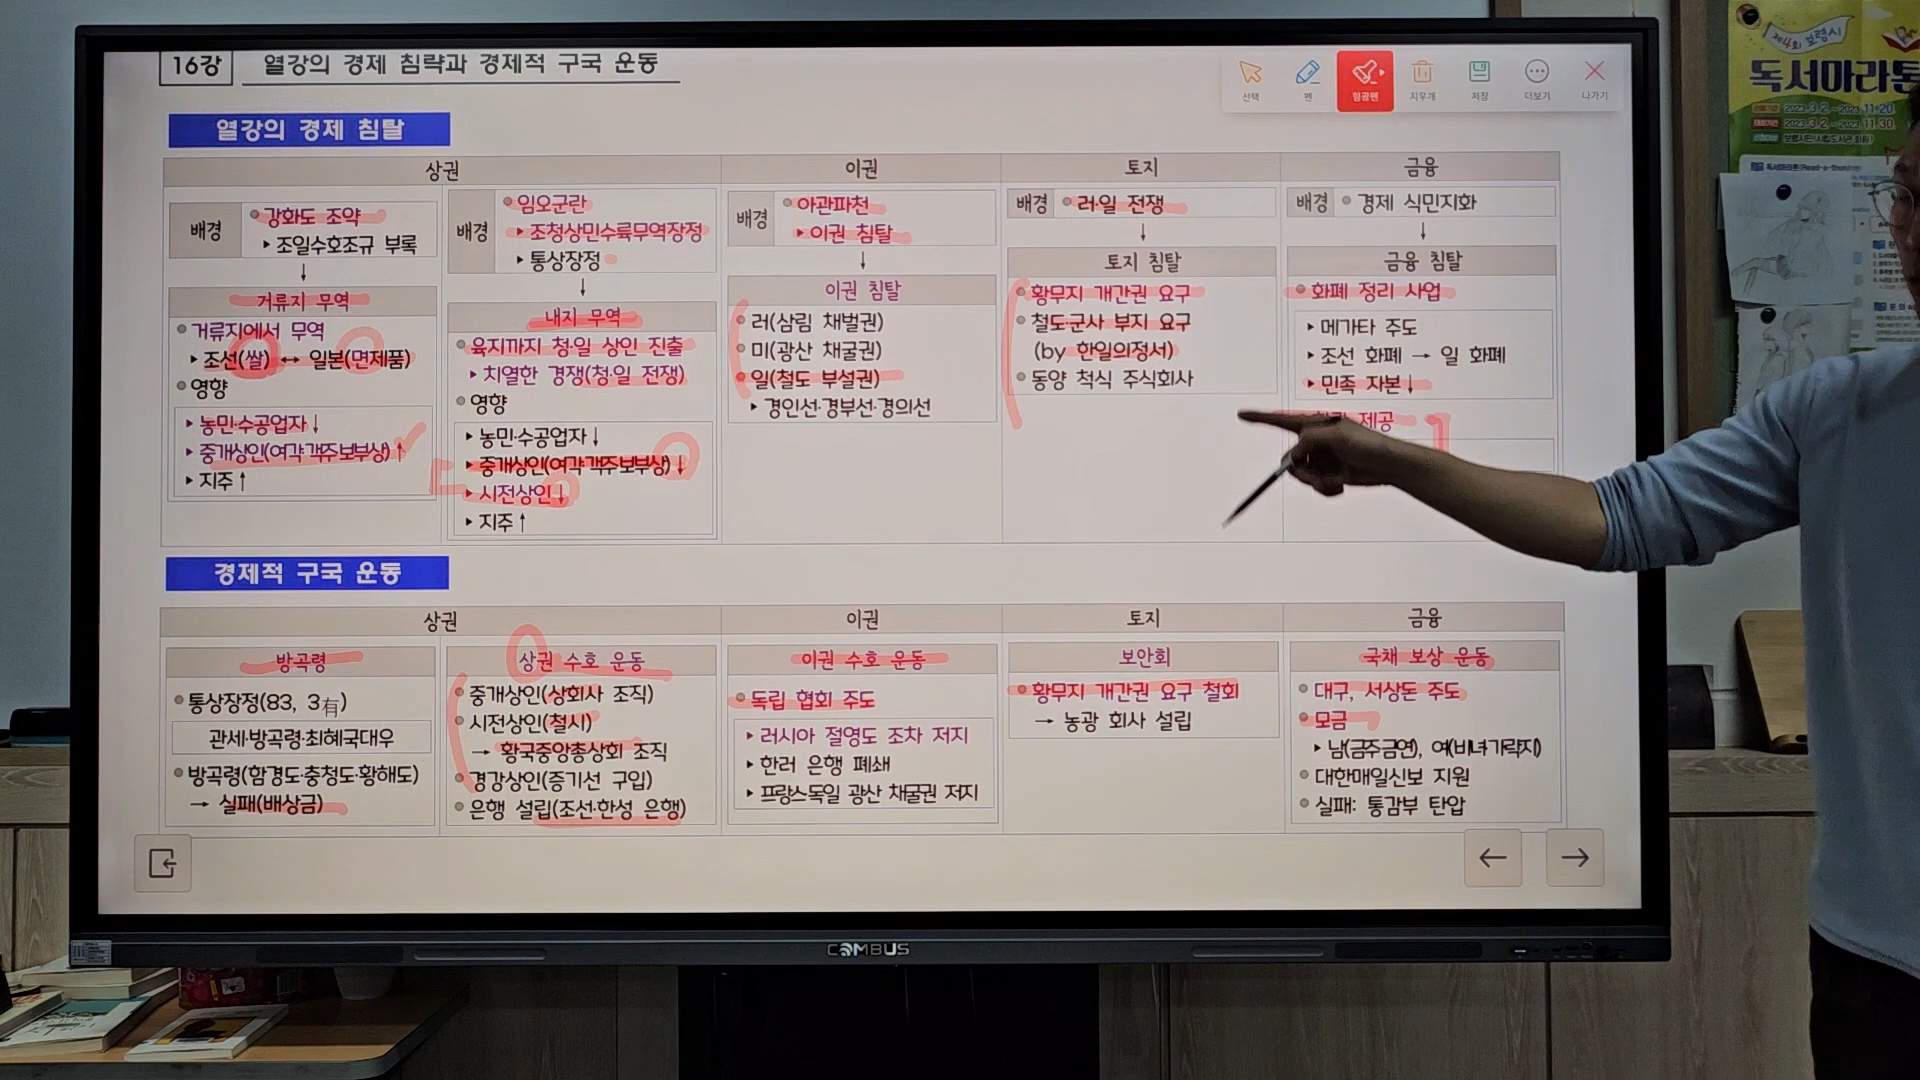 16강 열강의 경제 침략과 경제적 구국 운동
선택 펜 형광펜 지우개 저장 더보기 나가기
열강의 경제 침탈
상권 이권 토지 금융
배경
강화도 조약
조일수호조규 부록
거류지 무역
거류지에서 무역
조선(쌀) ↔ 일본(면제품)
영향
농민·수공업자↓
중개상인(여각·객주·보부상)↑
지주↑
배경
임오군란
조청상민수륙무역장정
통상장정
내지 무역
육지까지 청·일 상인 진출
치열한 경쟁(청·일 전쟁)
영향
농민·수공업자↓
중개상인(여각·객주·보부상)↓
시전상인↓
지주↑
배경
아관파천
이권 침탈
이권 침탈
러(삼림 채벌권)
미(광산 채굴권)
일(철도 부설권)
경인선·경부선·경의선
배경
러·일 전쟁
토지 침탈
황무지 개간권 요구
철도·군사 부지 요구
(by 한일의정서)
동양 척식 주식회사
배경
경제 식민지화
금융 침탈
화폐 정리 사업
메가타 주도
조선 화폐 → 일 화폐
민족 자본↓
제공
경제적 구국 운동
상권 이권 토지 금융
방곡령
통상장정(83, 3有)
관세·방곡령·최혜국대우
방곡령(함경도·충청도·황해도)
→ 실패(배상금)
상권 수호 운동
중개상인(상회사 조직)
시전상인(철시)
→ 황국중앙총상회 조직
경강상인(증기선 구입)
은행 설립(조선·한성 은행)
이권 수호 운동
독립 협회 주도
러시아 절영도 조차 저지
한러 은행 폐쇄
프랑스독일 광산 채굴권 저지
보안회
황무지 개간권 요구 철회
→ 농광 회사 설립
국채 보상 운동
대구, 서상돈 주도
모금
남(금주금연), 여(비녀가락지)
대한매일신보 지원
실패: 통감부 탄압
COMBUS
제4회 보령시
독서마라톤
2023.3.2.~2023.11.20.
2023.3.2.~2023.11.30.